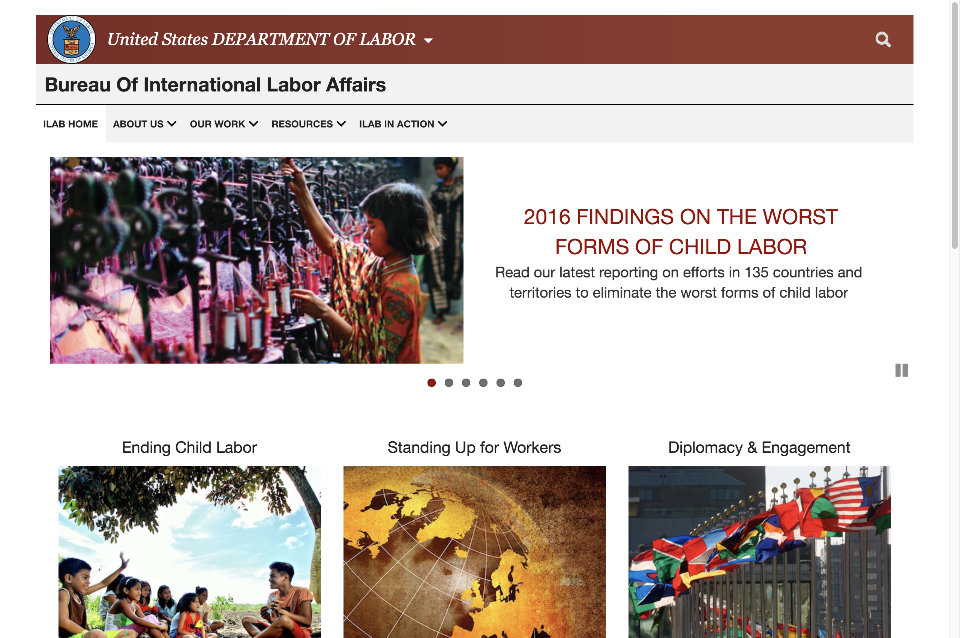 United States DEPARTMENT OF LABOR
Bureau Of International Labor Affairs
ILAB HOME ABOUT US OUR WORK RESOURCES ILAB IN ACTION
2016 FINDINGS ON THE WORST
FORMS OF CHILD LABOR
Read our latest reporting on efforts in 135 countries and
territories to eliminate the worst forms of child labor
Ending Child Labor
Standing Up for Workers
Diplomacy & Engagement